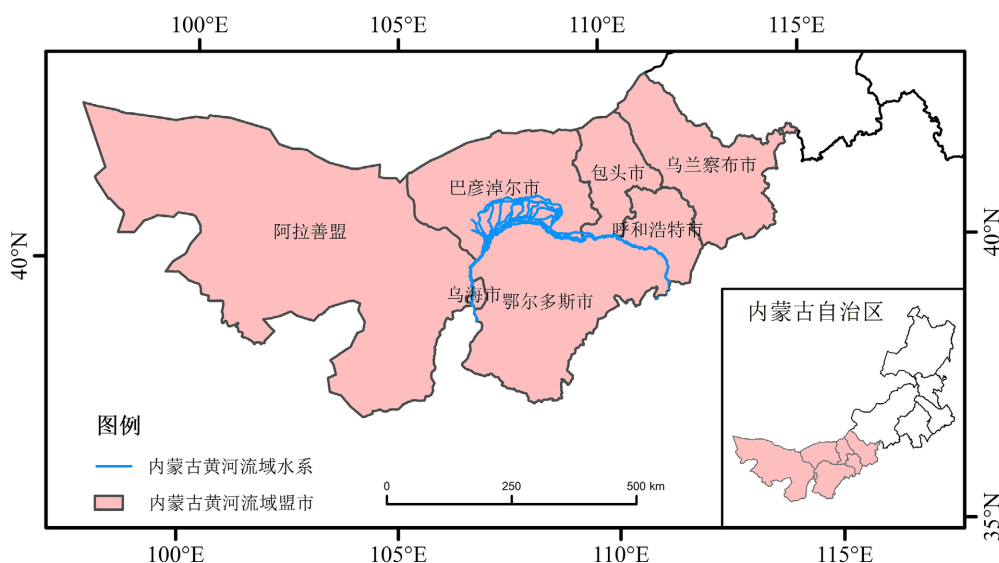 100°E 105°E 110°E 115°E
40°N
40°N
35°N
乌兰察布市
包头市
巴彦淖尔市
阿拉善盟
呼和浩特市
乌海市
鄂尔多斯市
内蒙古自治区
图例
内蒙古黄河流域水系
内蒙古黄河流域盟市
0 250 500 km
100°E 105°E 110°E 115°E